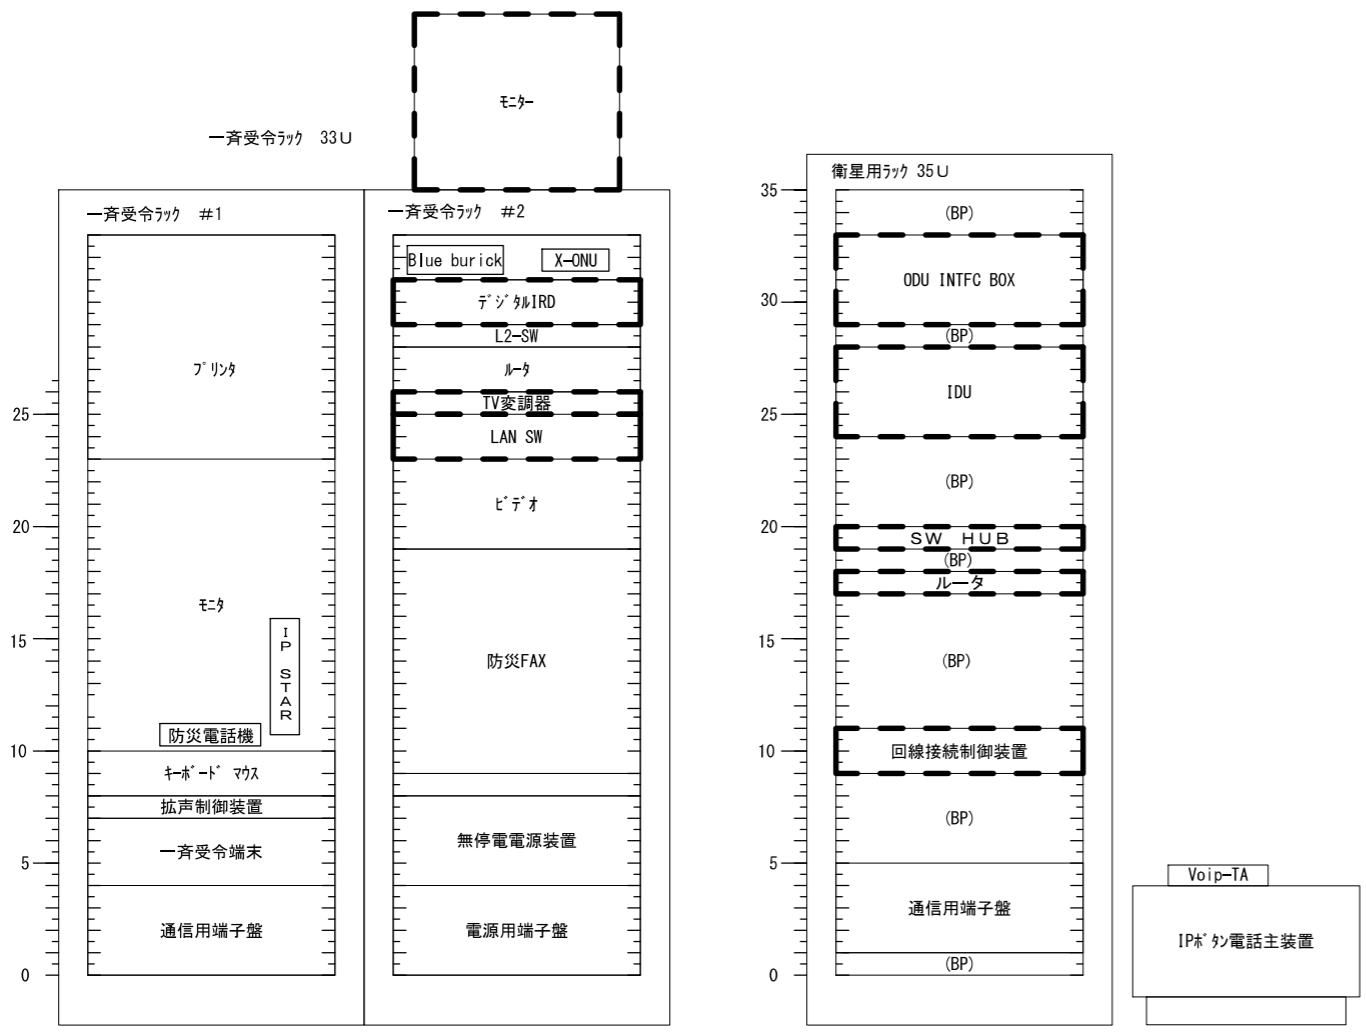 モニター
一斉受令ﾗｯｸ 33U
一斉受令ﾗｯｸ #1
ﾌﾟﾘﾝﾀ
ﾓﾆﾀ
IP STAR
防災電話機
ｷｰﾎﾞｰﾄﾞ ﾏｳｽ
拡声制御装置
一斉受令端末
通信用端子盤
25
20
15
10
5
0
一斉受令ﾗｯｸ #2
Blue burick
X-ONU
ﾃﾞｼﾞﾀﾙIRD
L2-SW
ﾙｰﾀ
TV変調器
LAN SW
ﾋﾞﾃﾞｵ
防災FAX
無停電電源装置
電源用端子盤
衛星用ﾗｯｸ 35U
35
30
25
20
15
10
5
0
(BP)
ODU INTFC BOX
(BP)
IDU
(BP)
SW HUB
(BP)
ルータ
(BP)
回線接続制御装置
(BP)
通信用端子盤
(BP)
Voip-TA
IPﾎﾞﾀﾝ電話主装置